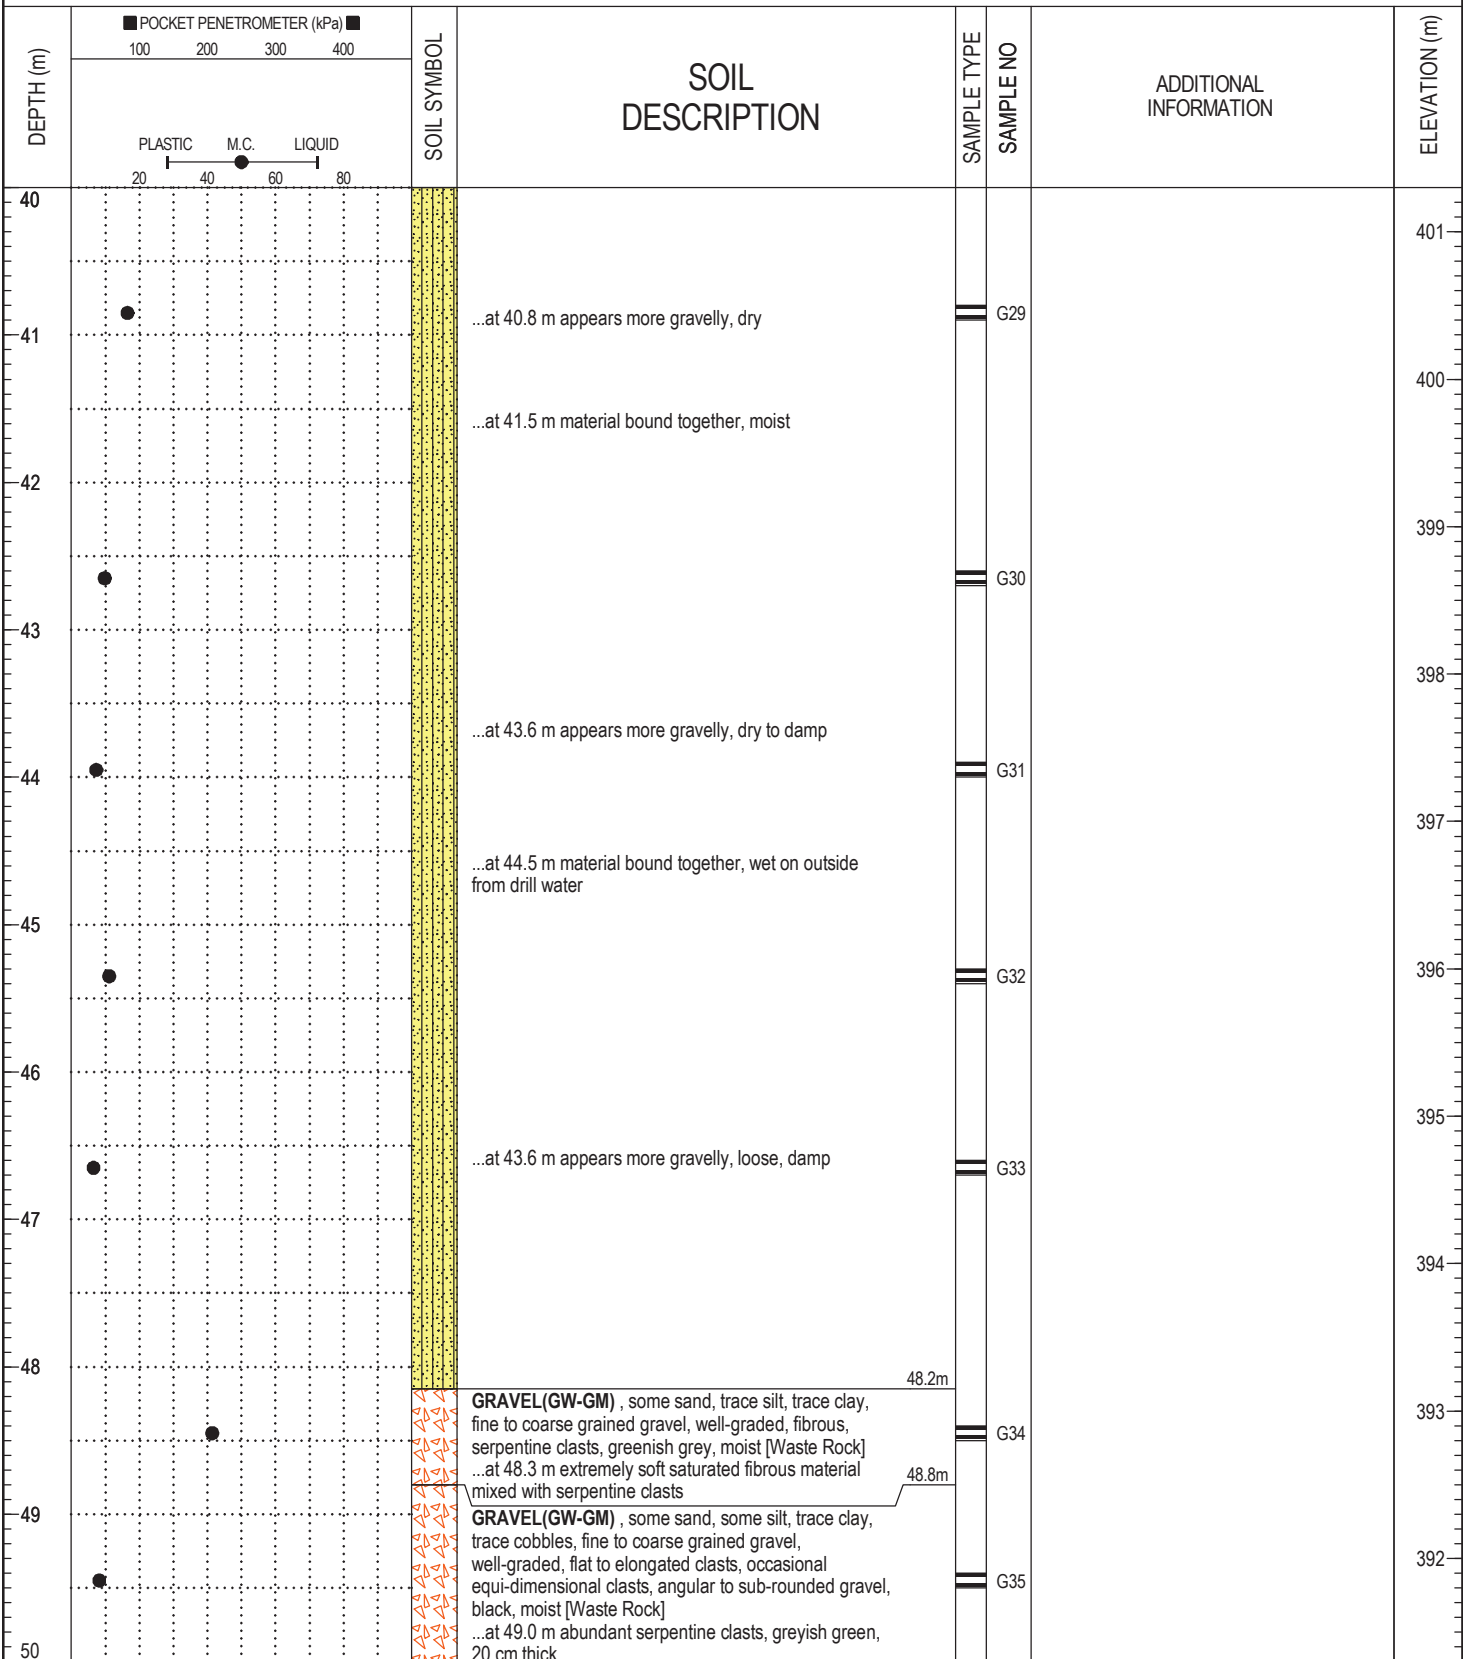 ■ POCKET PENETROMETER (kPa) ■
100 200 300 400
DEPTH (m)
PLASTIC M.C. LIQUID
20 40 60 80
SOIL SYMBOL
SOIL
DESCRIPTION
SAMPLE TYPE
SAMPLE NO
ADDITIONAL
INFORMATION
ELEVATION (m)
40
401
...at 40.8 m appears more gravelly, dry
G29
41
400
...at 41.5 m material bound together, moist
42
399
G30
43
398
...at 43.6 m appears more gravelly, dry to damp
G31
44
397
...at 44.5 m material bound together, wet on outside
from drill water
45
396
G32
46
395
...at 43.6 m appears more gravelly, loose, damp
G33
47
394
48
48.2m
GRAVEL(GW-GM) , some sand, trace silt, trace clay,
393
fine to coarse grained gravel, well-graded, fibrous,
G34
serpentine clasts, greenish grey, moist [Waste Rock]
...at 48.3 m extremely soft saturated fibrous material
48.8m
mixed with serpentine clasts
49
GRAVEL(GW-GM) , some sand, some silt, trace clay,
trace cobbles, fine to coarse grained gravel,
392
well-graded, flat to elongated clasts, occasional
G35
equi-dimensional clasts, angular to sub-rounded gravel,
black, moist [Waste Rock]
...at 49.0 m abundant serpentine clasts, greyish green,
50
20 cm thick